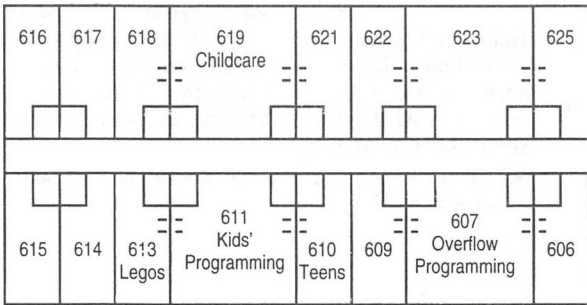 616 617 618 619 621 622 623 625
Childcare
611
Kids'
Programming
607
Overflow
Programming
615 614 613 610 609 606
Legos Teens